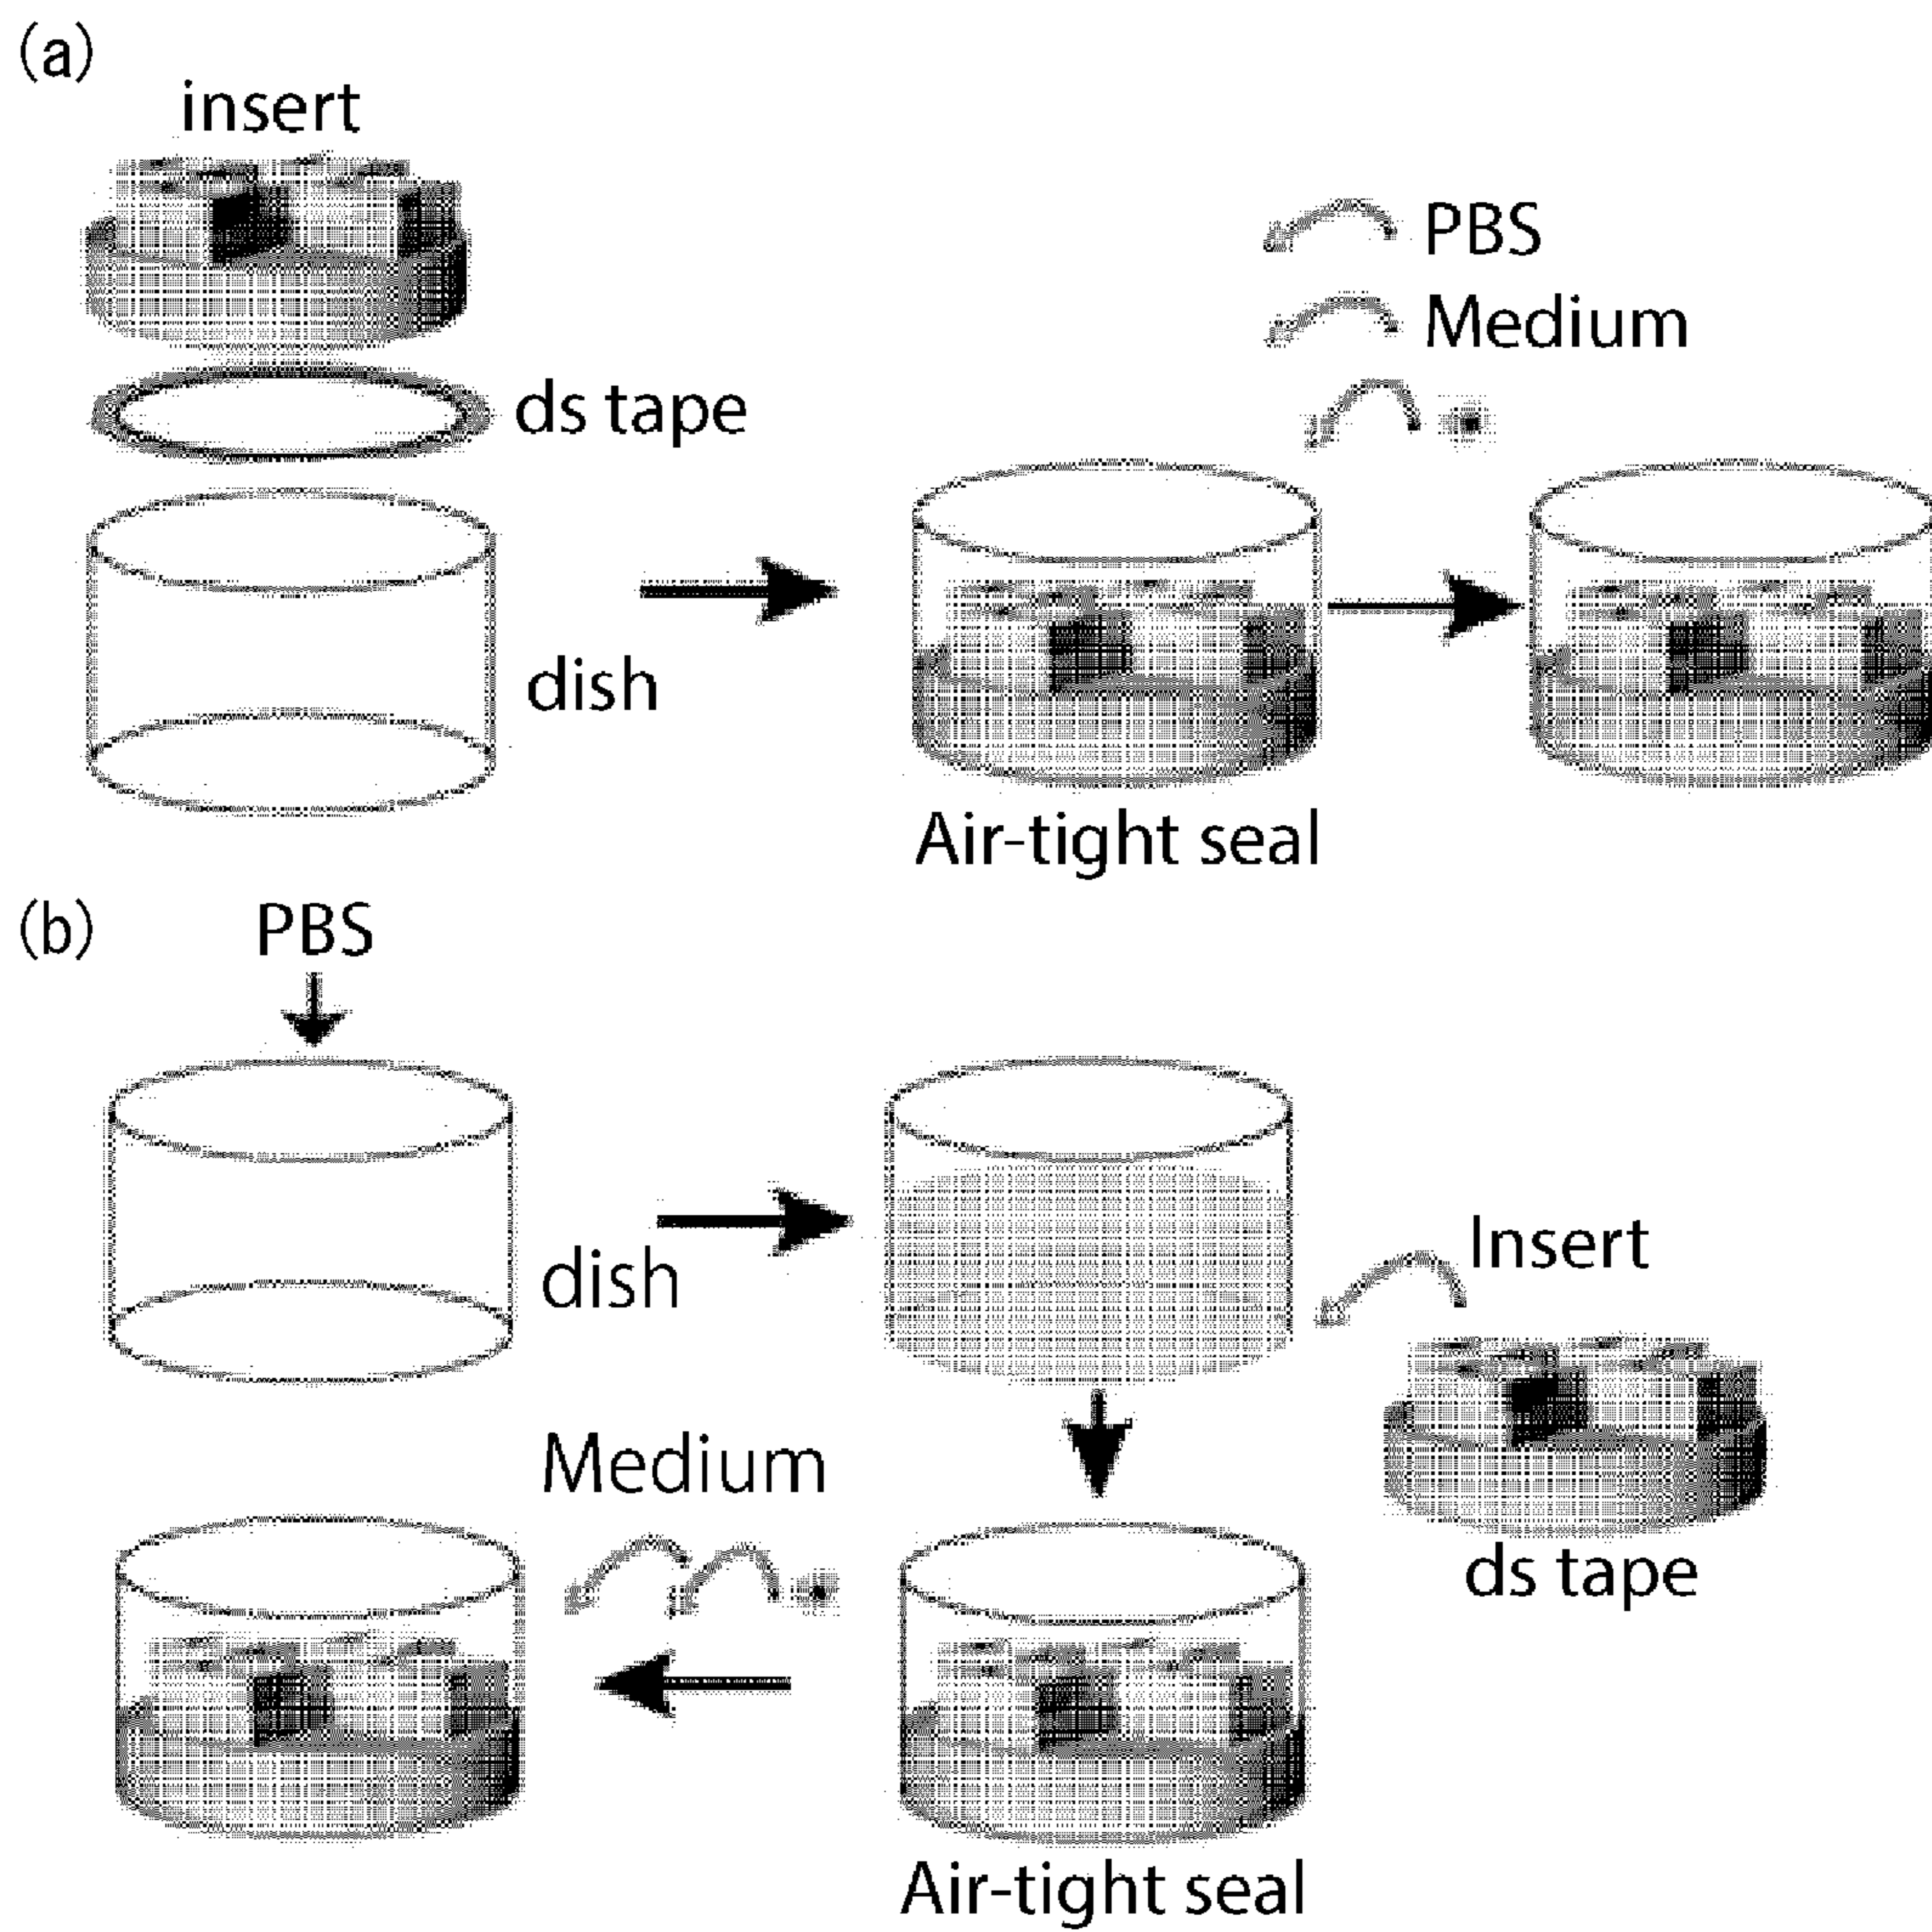 (a)
insert
ds tape
dish
PBS
Medium
Air-tight seal
(b)
PBS
dish
Insert
ds tape
Medium
Air-tight seal